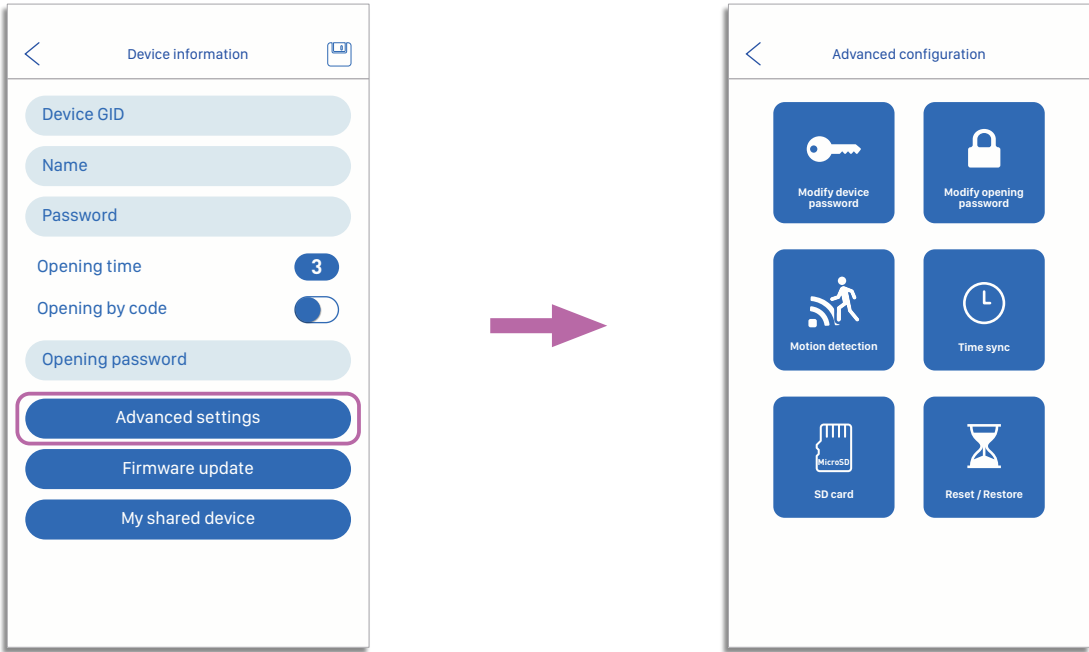 Device information
Device GID
Name
Password
Opening time
3
Opening by code
Opening password
Advanced settings
Firmware update
My shared device
Advanced configuration
Modify device
password
Modify opening
password
Motion detection
Time sync
MicroSD
SD card
Reset / Restore